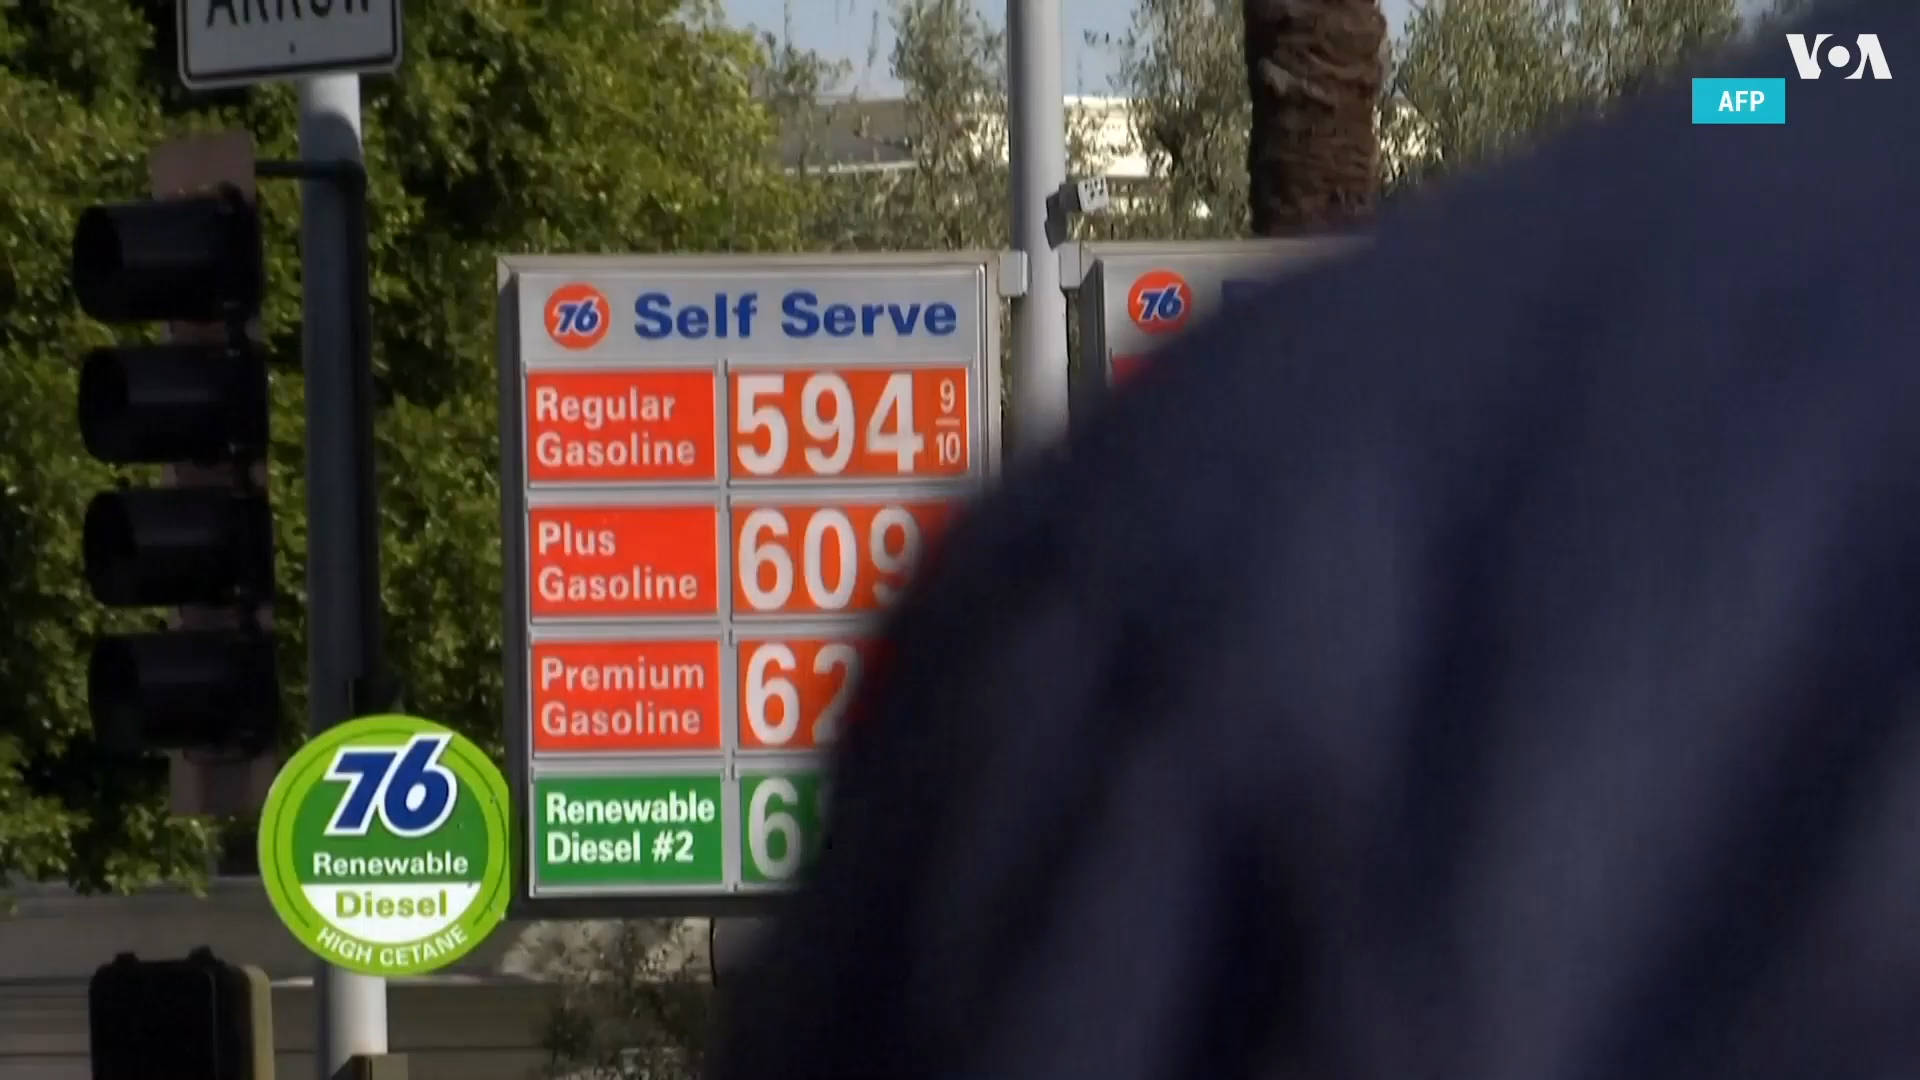 ARROW
VOA
AFP
76 Self Serve
76
Regular
Gasoline
594 9/10
Plus
Gasoline
609
Premium
Gasoline
62
Renewable
Diesel #2
6
76
Renewable
Diesel
HIGH CETANE